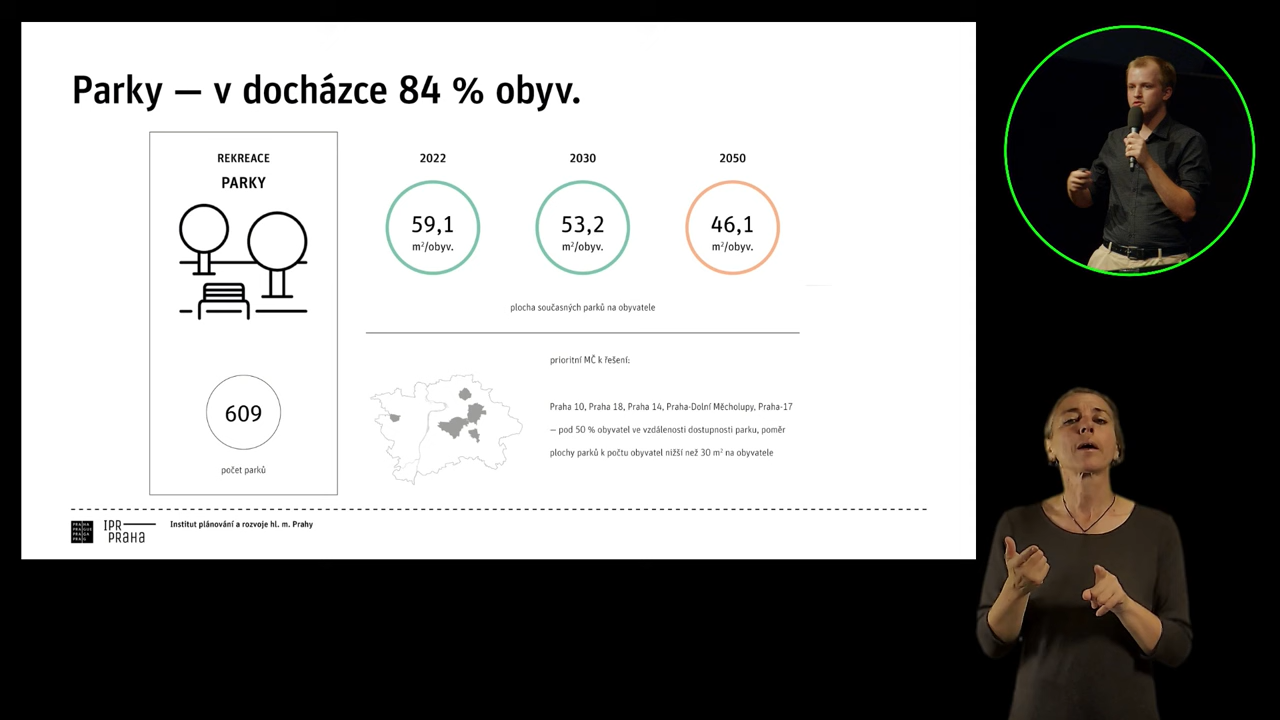 Parky — v docházce 84 % obyv.
REKREACE
PARKY
609
počet parků
2022
2030
2050
59,1
m²/obyv.
53,2
m²/obyv.
46,1
m²/obyv.
plocha současných parků na obyvatele
prioritní MČ k řešení:
Praha 10, Praha 18, Praha 14, Praha-Dolní Měcholupy, Praha-17
— pod 50 % obyvatel ve vzdálenosti dostupnosti parku, poměr
plochy parků k počtu obyvatel nižší než 30 m² na obyvatele
IPR
PRAHA
Institut plánování a rozvoje hl. m. Prahy